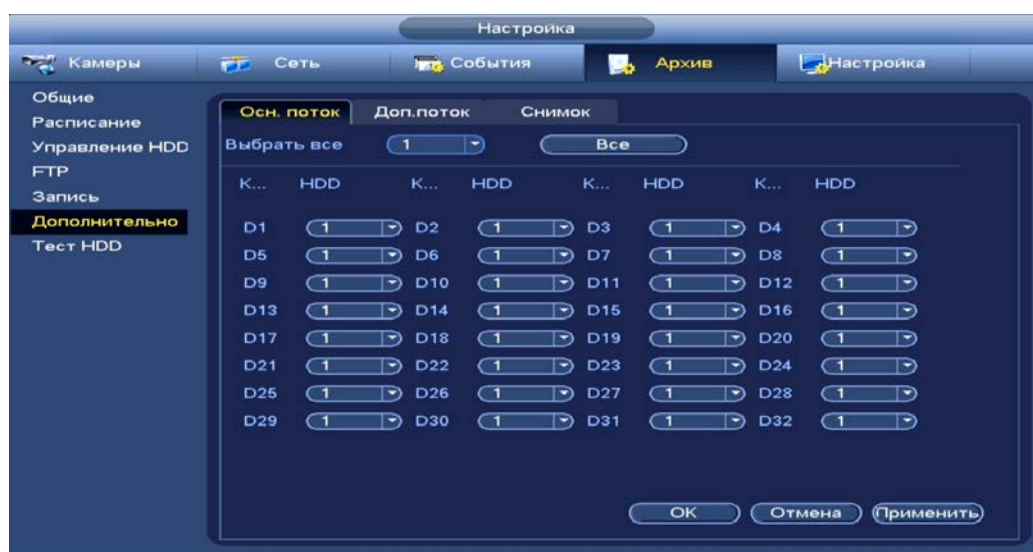 Настройка
Камеры Сеть События Архив Настройка
Общие
Расписание
Управление HDD
FTP
Запись
Дополнительно
Тест HDD
Осн. поток Доп.поток Снимок
Выбрать все 1 Все
К... HDD К... HDD К... HDD К... HDD
D1 1 D2 1 D3 1 D4 1
D5 1 D6 1 D7 1 D8 1
D9 1 D10 1 D11 1 D12 1
D13 1 D14 1 D15 1 D16 1
D17 1 D18 1 D19 1 D20 1
D21 1 D22 1 D23 1 D24 1
D25 1 D26 1 D27 1 D28 1
D29 1 D30 1 D31 1 D32 1
OK Отмена Применить